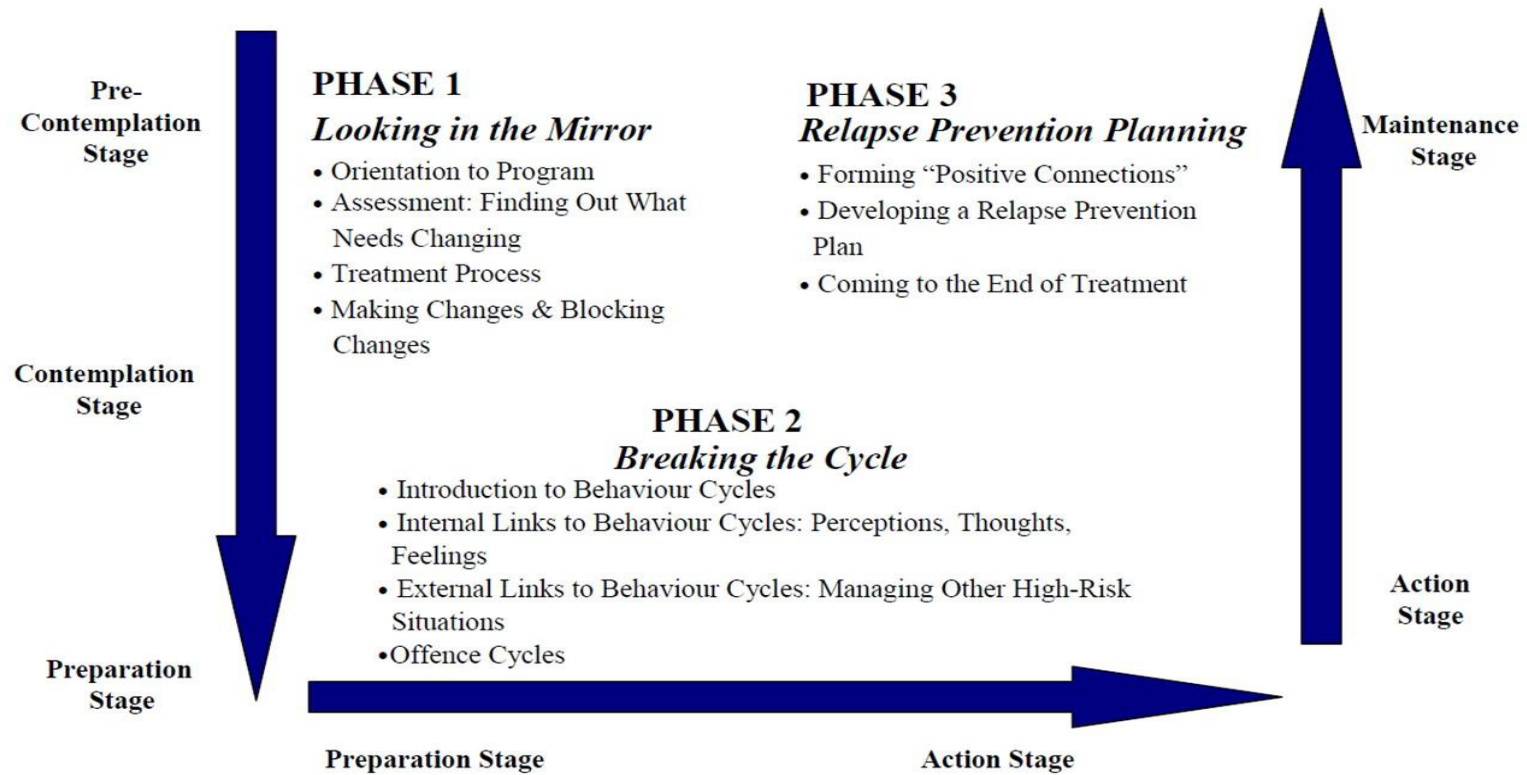 Pre-
Contemplation
Stage
Contemplation
Stage
Preparation
Stage
PHASE 1
Looking in the Mirror
• Orientation to Program
• Assessment: Finding Out What
Needs Changing
• Treatment Process
• Making Changes & Blocking
Changes
PHASE 2
Breaking the Cycle
• Introduction to Behaviour Cycles
• Internal Links to Behaviour Cycles: Perceptions, Thoughts,
Feelings
• External Links to Behaviour Cycles: Managing Other High-Risk
Situations
•Offence Cycles
Preparation Stage
Action Stage
PHASE 3
Relapse Prevention Planning
• Forming “Positive Connections”
• Developing a Relapse Prevention
Plan
• Coming to the End of Treatment
Maintenance
Stage
Action
Stage